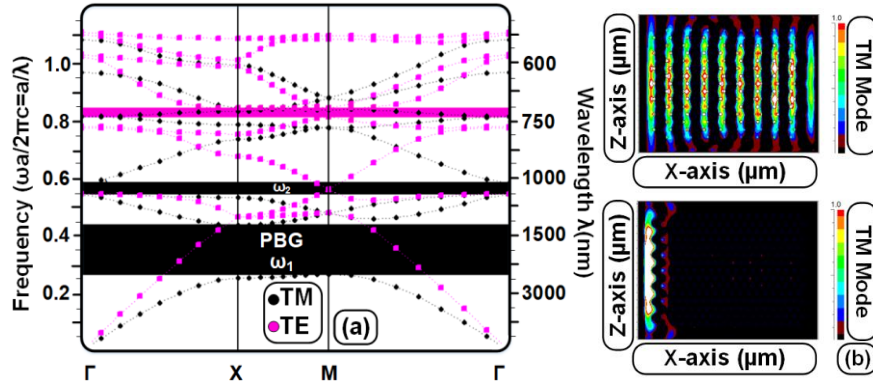 Frequency (ωa/2πc=a/λ)
1.0
0.8
0.6
0.4
0.2
ω₂
PBG
ω₁
TM
TE
(a)
Γ
X
M
Γ
600
750
1000
1500
3000
Wavelength λ(nm)
Z-axis (µm)
X-axis (µm)
1.0
TM Mode
Z-axis (µm)
X-axis (µm)
1.0
TM Mode
(b)